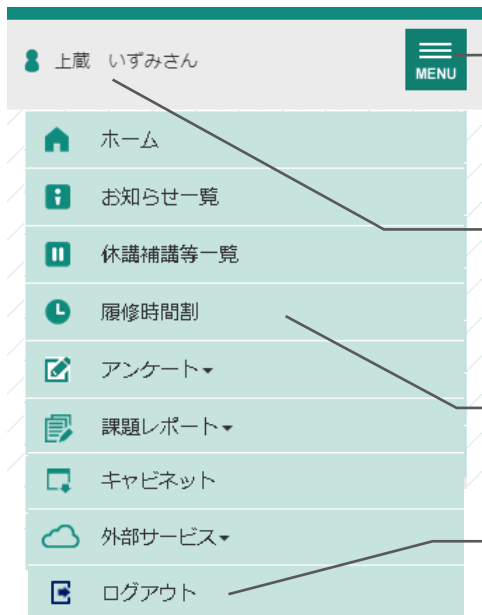 上蔵　いずみさん
MENU
ホーム
お知らせ一覧
休講補講等一覧
履修時間割
アンケート▾
課題レポート▾
キャビネット
外部サービス▾
ログアウト